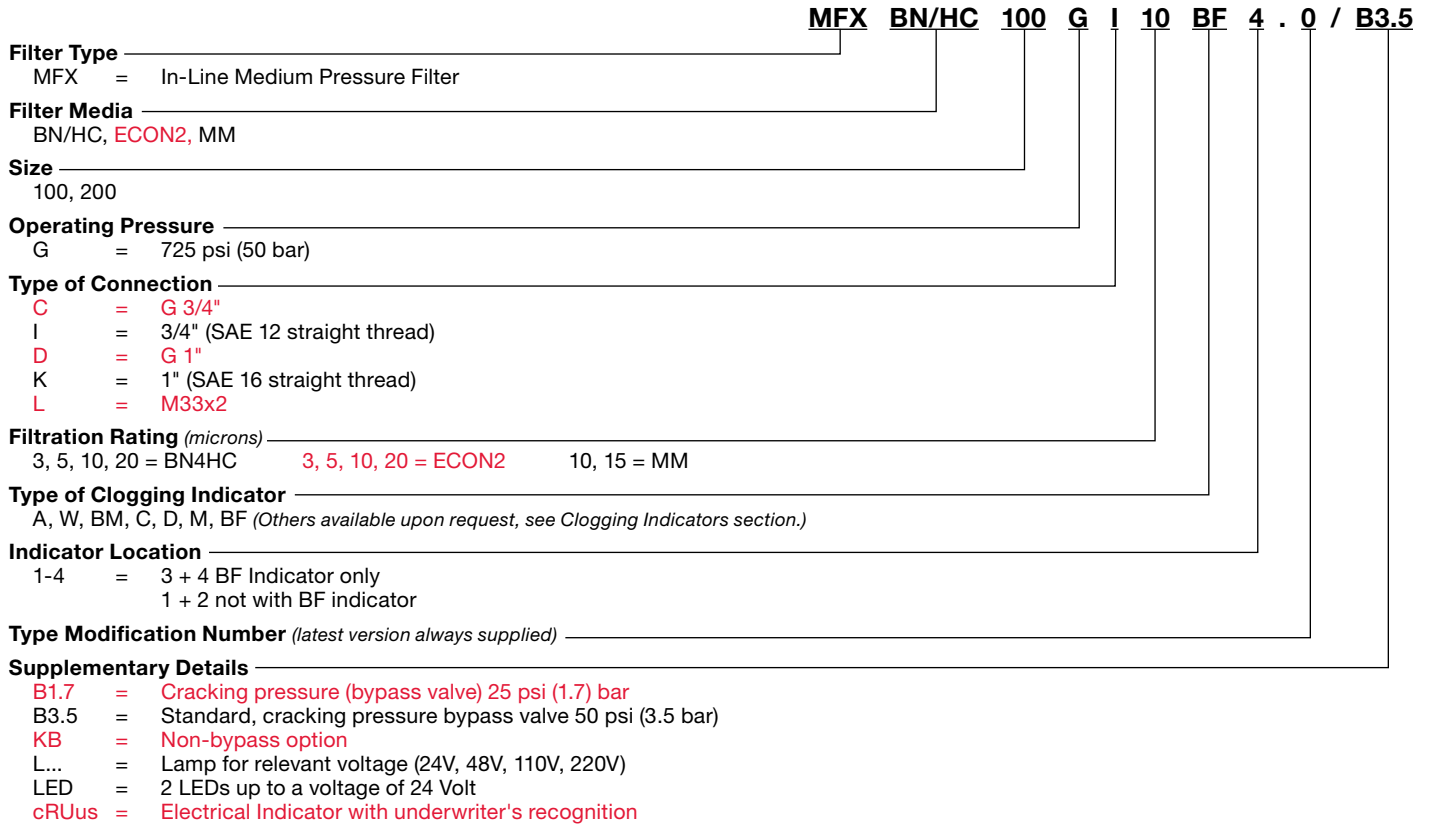 MFX BN/HC 100 G I 10 BF 4 . 0 / B3.5
Filter Type
MFX = In-Line Medium Pressure Filter
Filter Media
BN/HC, ECON2, MM
Size
100, 200
Operating Pressure
G = 725 psi (50 bar)
Type of Connection
C = G 3/4"
I = 3/4" (SAE 12 straight thread)
D = G 1"
K = 1" (SAE 16 straight thread)
L = M33x2
Filtration Rating (microns)
3, 5, 10, 20 = BN4HC 3, 5, 10, 20 = ECON2 10, 15 = MM
Type of Clogging Indicator
A, W, BM, C, D, M, BF (Others available upon request, see Clogging Indicators section.)
Indicator Location
1-4 = 3 + 4 BF Indicator only
1 + 2 not with BF indicator
Type Modification Number (latest version always supplied)
Supplementary Details
B1.7 = Cracking pressure (bypass valve) 25 psi (1.7) bar
B3.5 = Standard, cracking pressure bypass valve 50 psi (3.5 bar)
KB = Non-bypass option
L... = Lamp for relevant voltage (24V, 48V, 110V, 220V)
LED = 2 LEDs up to a voltage of 24 Volt
cRUus = Electrical Indicator with underwriter's recognition